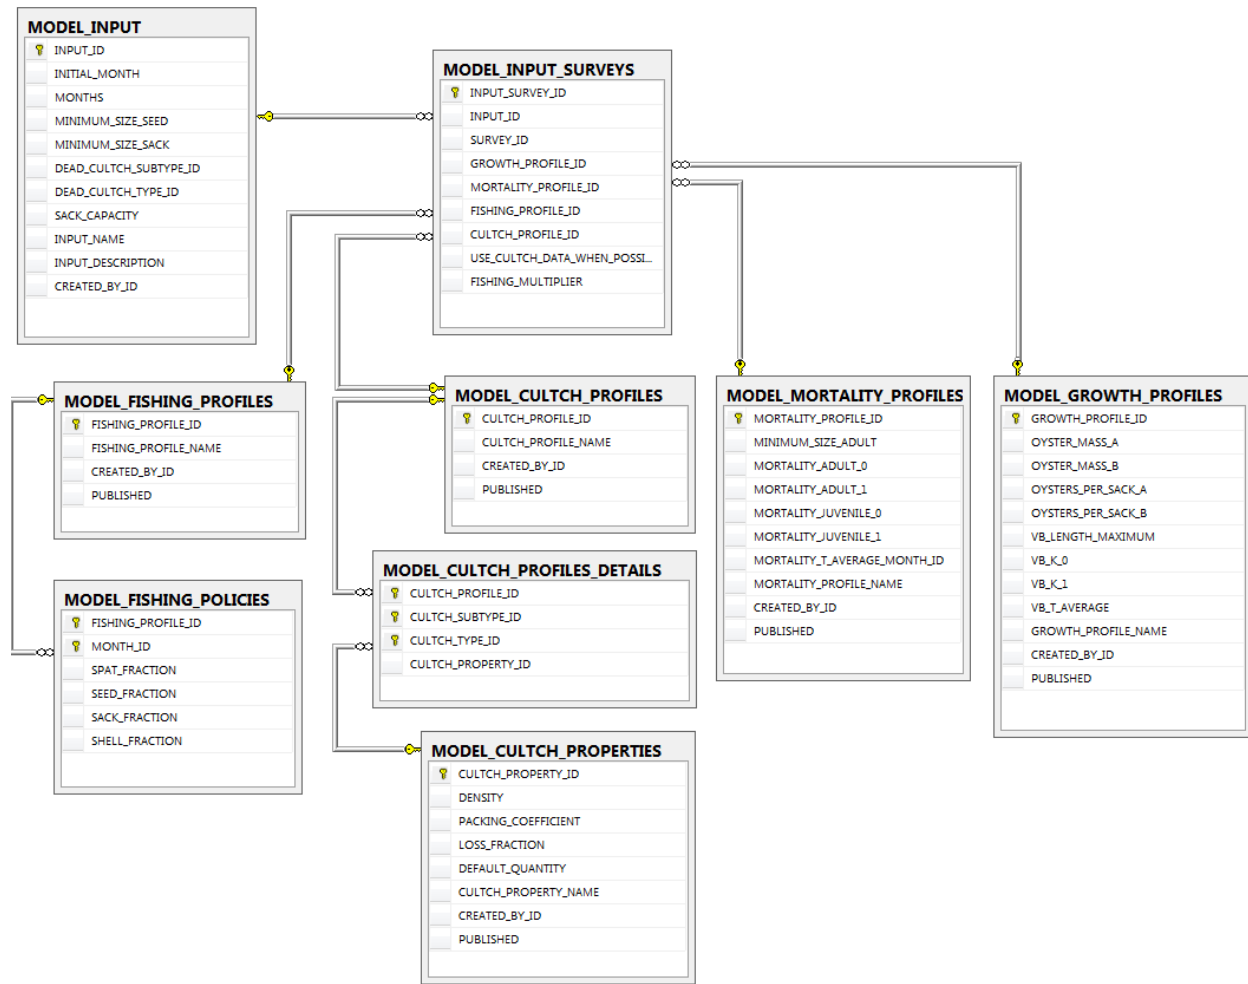 MODEL_INPUT
INPUT_ID
INITIAL_MONTH
MONTHS
MINIMUM_SIZE_SEED
MINIMUM_SIZE_SACK
DEAD_CULTCH_SUBTYPE_ID
DEAD_CULTCH_TYPE_ID
SACK_CAPACITY
INPUT_NAME
INPUT_DESCRIPTION
CREATED_BY_ID
MODEL_INPUT_SURVEYS
INPUT_SURVEY_ID
INPUT_ID
SURVEY_ID
GROWTH_PROFILE_ID
MORTALITY_PROFILE_ID
FISHING_PROFILE_ID
CULTCH_PROFILE_ID
USE_CULTCH_DATA_WHEN_POSSI...
FISHING_MULTIPLIER
MODEL_FISHING_PROFILES
FISHING_PROFILE_ID
FISHING_PROFILE_NAME
CREATED_BY_ID
PUBLISHED
MODEL_CULTCH_PROFILES
CULTCH_PROFILE_ID
CULTCH_PROFILE_NAME
CREATED_BY_ID
PUBLISHED
MODEL_MORTALITY_PROFILES
MORTALITY_PROFILE_ID
MINIMUM_SIZE_ADULT
MORTALITY_ADULT_0
MORTALITY_ADULT_1
MORTALITY_JUVENILE_0
MORTALITY_JUVENILE_1
MORTALITY_T_AVERAGE_MONTH_ID
MORTALITY_PROFILE_NAME
CREATED_BY_ID
PUBLISHED
MODEL_GROWTH_PROFILES
GROWTH_PROFILE_ID
OYSTER_MASS_A
OYSTER_MASS_B
OYSTERS_PER_SACK_A
OYSTERS_PER_SACK_B
VB_LENGTH_MAXIMUM
VB_K_0
VB_K_1
VB_T_AVERAGE
GROWTH_PROFILE_NAME
CREATED_BY_ID
PUBLISHED
MODEL_FISHING_POLICIES
FISHING_PROFILE_ID
MONTH_ID
SPAT_FRACTION
SEED_FRACTION
SACK_FRACTION
SHELL_FRACTION
MODEL_CULTCH_PROFILES_DETAILS
CULTCH_PROFILE_ID
CULTCH_SUBTYPE_ID
CULTCH_TYPE_ID
CULTCH_PROPERTY_ID
MODEL_CULTCH_PROPERTIES
CULTCH_PROPERTY_ID
DENSITY
PACKING_COEFFICIENT
LOSS_FRACTION
DEFAULT_QUANTITY
CULTCH_PROPERTY_NAME
CREATED_BY_ID
PUBLISHED